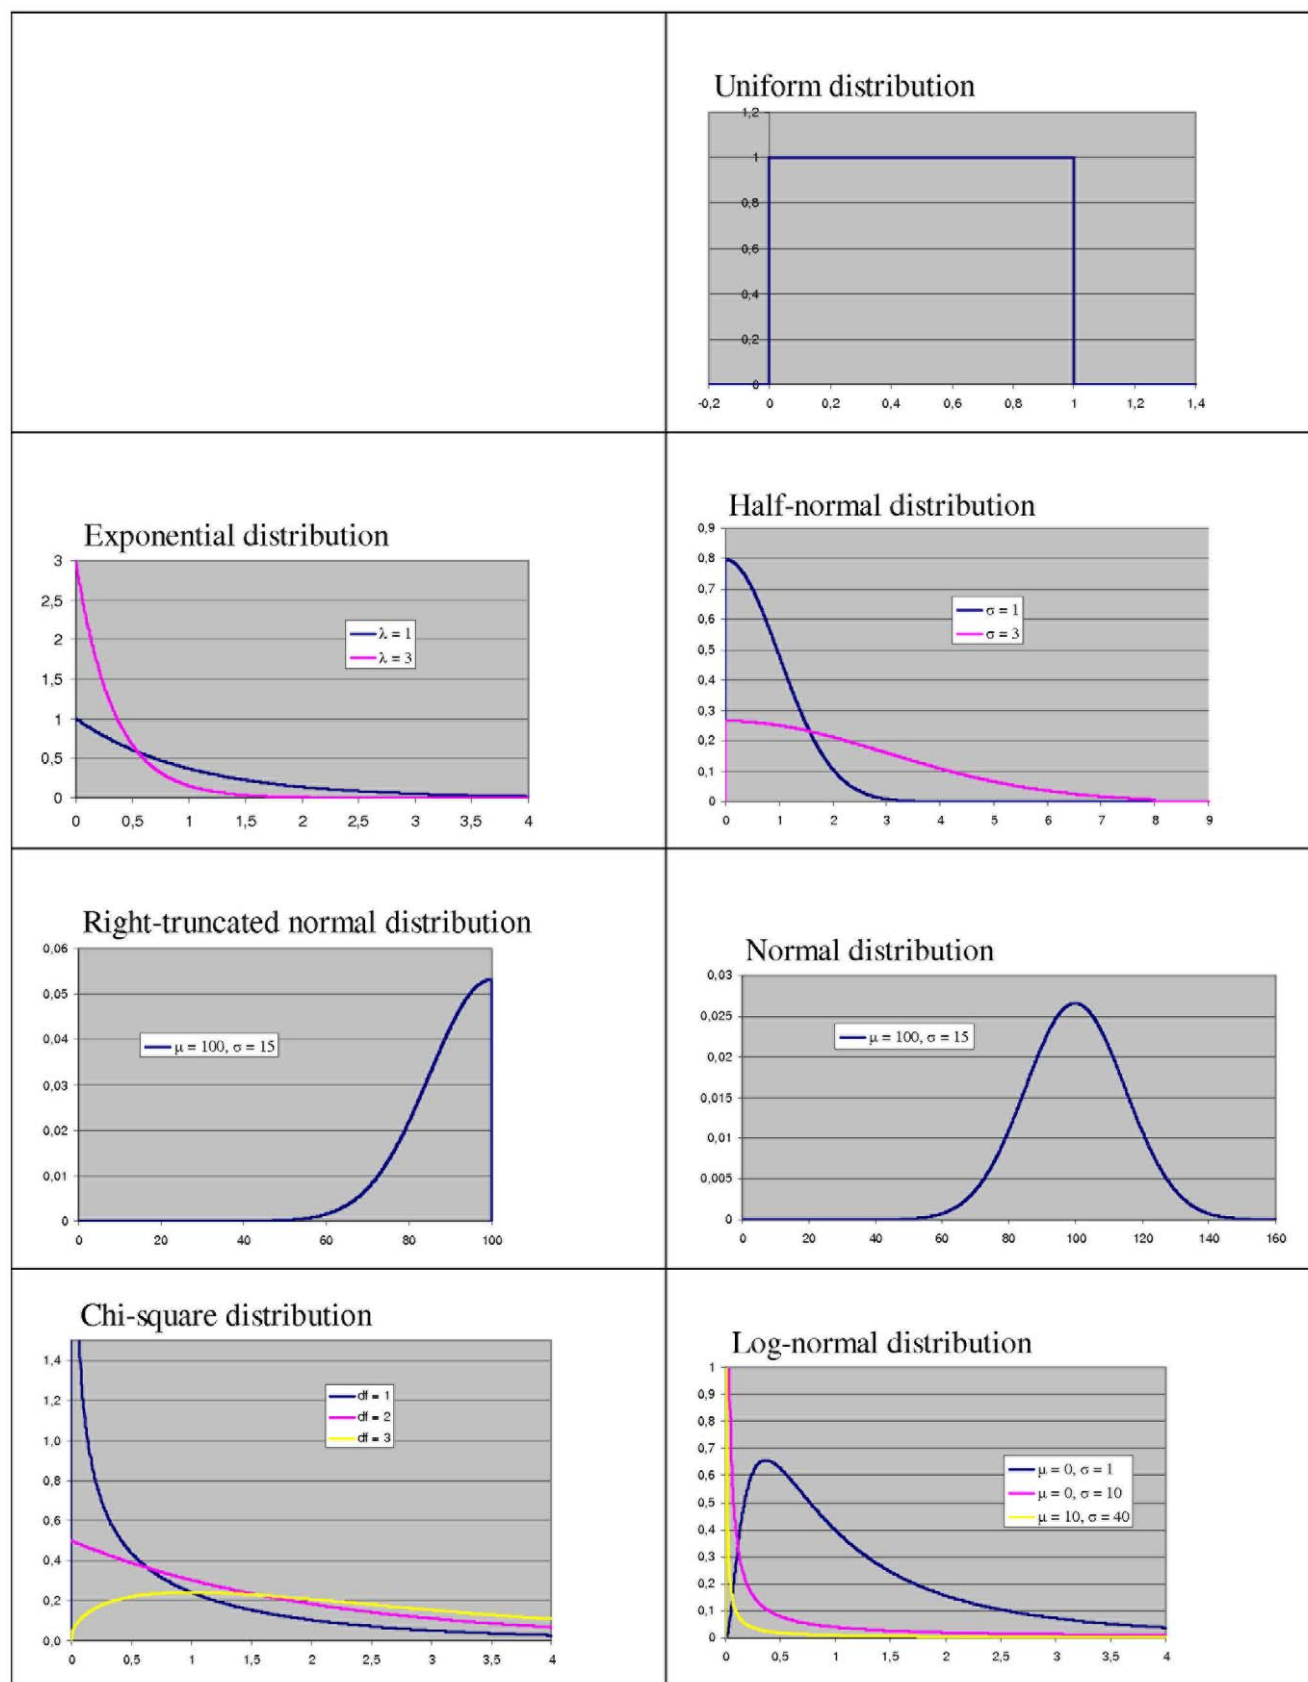 Uniform distribution
1,2
1
0,8
0,6
0,4
0,2
0
-0,2 0 0,2 0,4 0,6 0,8 1 1,2 1,4
Exponential distribution
3
2,5
2
1,5
1
0,5
0
λ = 1
λ = 3
0 0,5 1 1,5 2 2,5 3 3,5 4
Half-normal distribution
0,9
0,8
0,7
0,6
0,5
0,4
0,3
0,2
0,1
0
σ = 1
σ = 3
0 1 2 3 4 5 6 7 8 9
Right-truncated normal distribution
0,06
0,05
0,04
0,03
0,02
0,01
0
μ = 100, σ = 15
0 20 40 60 80 100
Normal distribution
0,03
0,025
0,02
0,015
0,01
0,005
0
μ = 100, σ = 15
0 20 40 60 80 100 120 140 160
Chi-square distribution
1,4
1,2
1,0
0,8
0,6
0,4
0,2
0,0
df = 1
df = 2
df = 3
0 0,5 1 1,5 2 2,5 3 3,5 4
Log-normal distribution
1
0,9
0,8
0,7
0,6
0,5
0,4
0,3
0,2
0,1
0
μ = 0, σ = 1
μ = 0, σ = 10
μ = 10, σ = 40
0 0,5 1 1,5 2 2,5 3 3,5 4